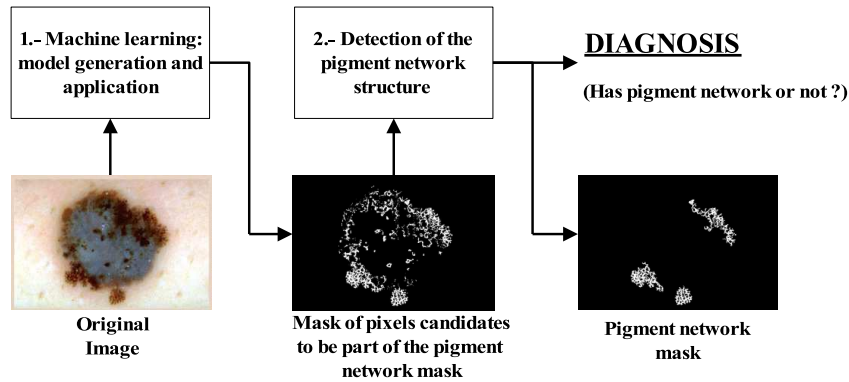 1.- Machine learning:
model generation and
application
2.- Detection of the
pigment network
structure
DIAGNOSIS
(Has pigment network or not ?)
Original
Image
Mask of pixels candidates
to be part of the pigment
network mask
Pigment network
mask